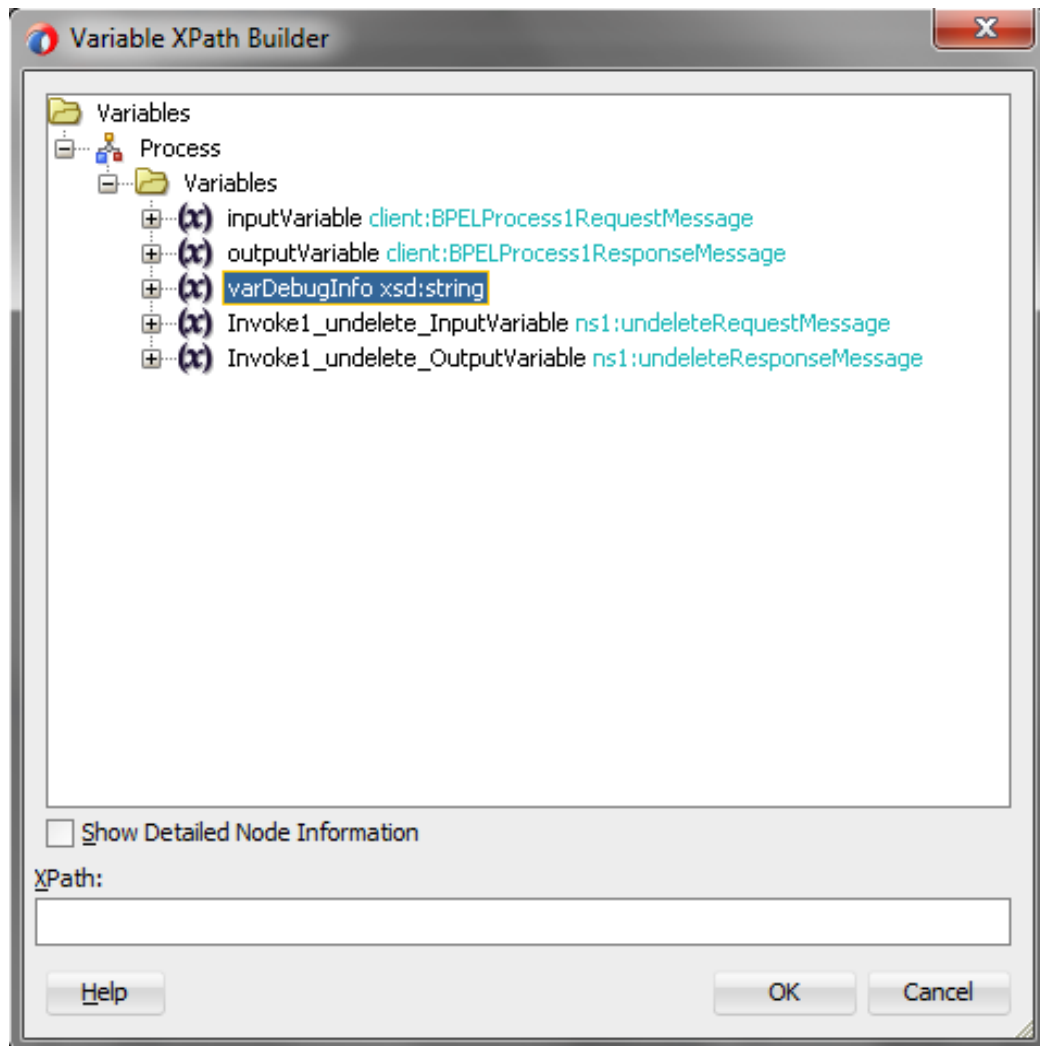 Variable XPath Builder
Variables
Process
Variables
(x) inputVariable client:BPELProcess1RequestMessage
(x) outputVariable client:BPELProcess1ResponseMessage
(x) varDebugInfo xsd:string
(x) Invoke1_undelete_InputVariable ns1:undeleteRequestMessage
(x) Invoke1_undelete_OutputVariable ns1:undeleteResponseMessage
Show Detailed Node Information
XPath:
Help OK Cancel